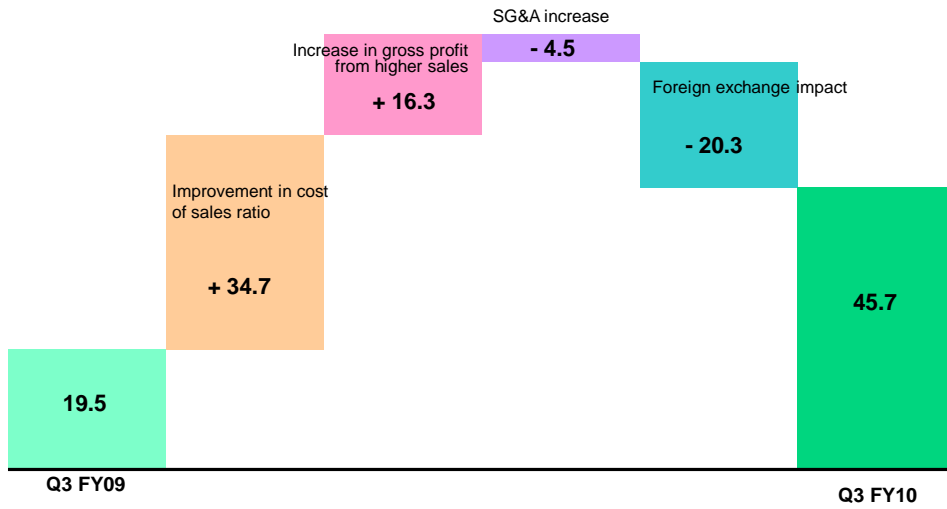 SG&A increase
- 4.5
Increase in gross profit
from higher sales
+ 16.3
Foreign exchange impact
- 20.3
Improvement in cost
of sales ratio
+ 34.7
45.7
19.5
Q3 FY09
Q3 FY10